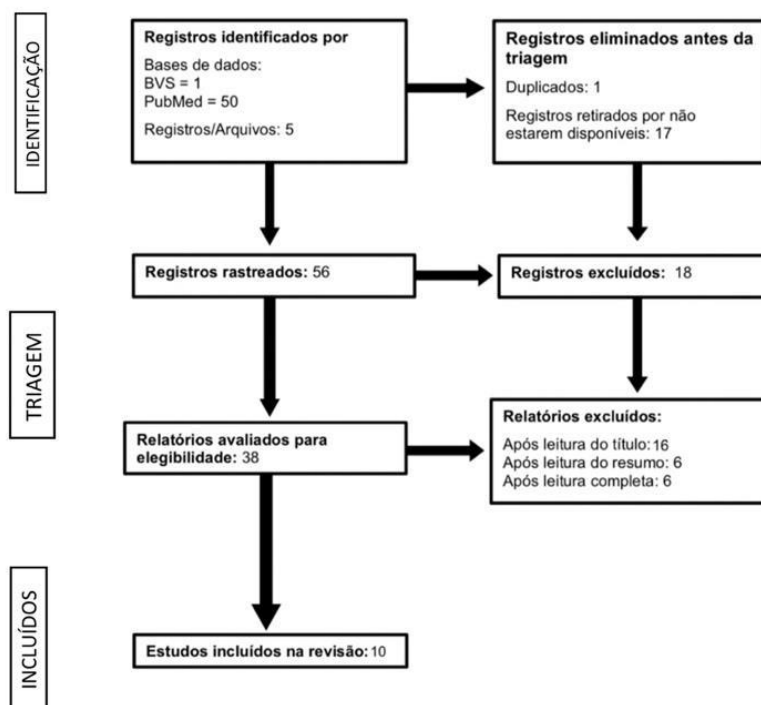 IDENTIFICAÇÃO
Registros identificados por
Bases de dados:
BVS = 1
PubMed = 50
Registros/Arquivos: 5
Registros eliminados antes da
triagem
Duplicados: 1
Registros retirados por não
estarem disponíveis: 17
TRIAGEM
Registros rastreados: 56
Registros excluídos: 18
Relatórios avaliados para
elegibilidade: 38
Relatórios excluídos:
Após leitura do título: 16
Após leitura do resumo: 6
Após leitura completa: 6
INCLUÍDOS
Estudos incluídos na revisão: 10